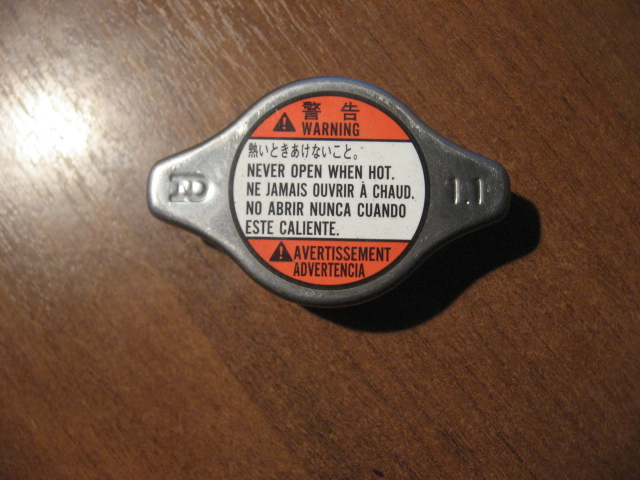 警告
WARNING
熱いときあけないこと。
NEVER OPEN WHEN HOT.
NE JAMAIS OUVRIR À CHAUD.
NO ABRIR NUNCA CUANDO
ESTE CALIENTE.
AVERTISSEMENT
ADVERTENCIA
1.1